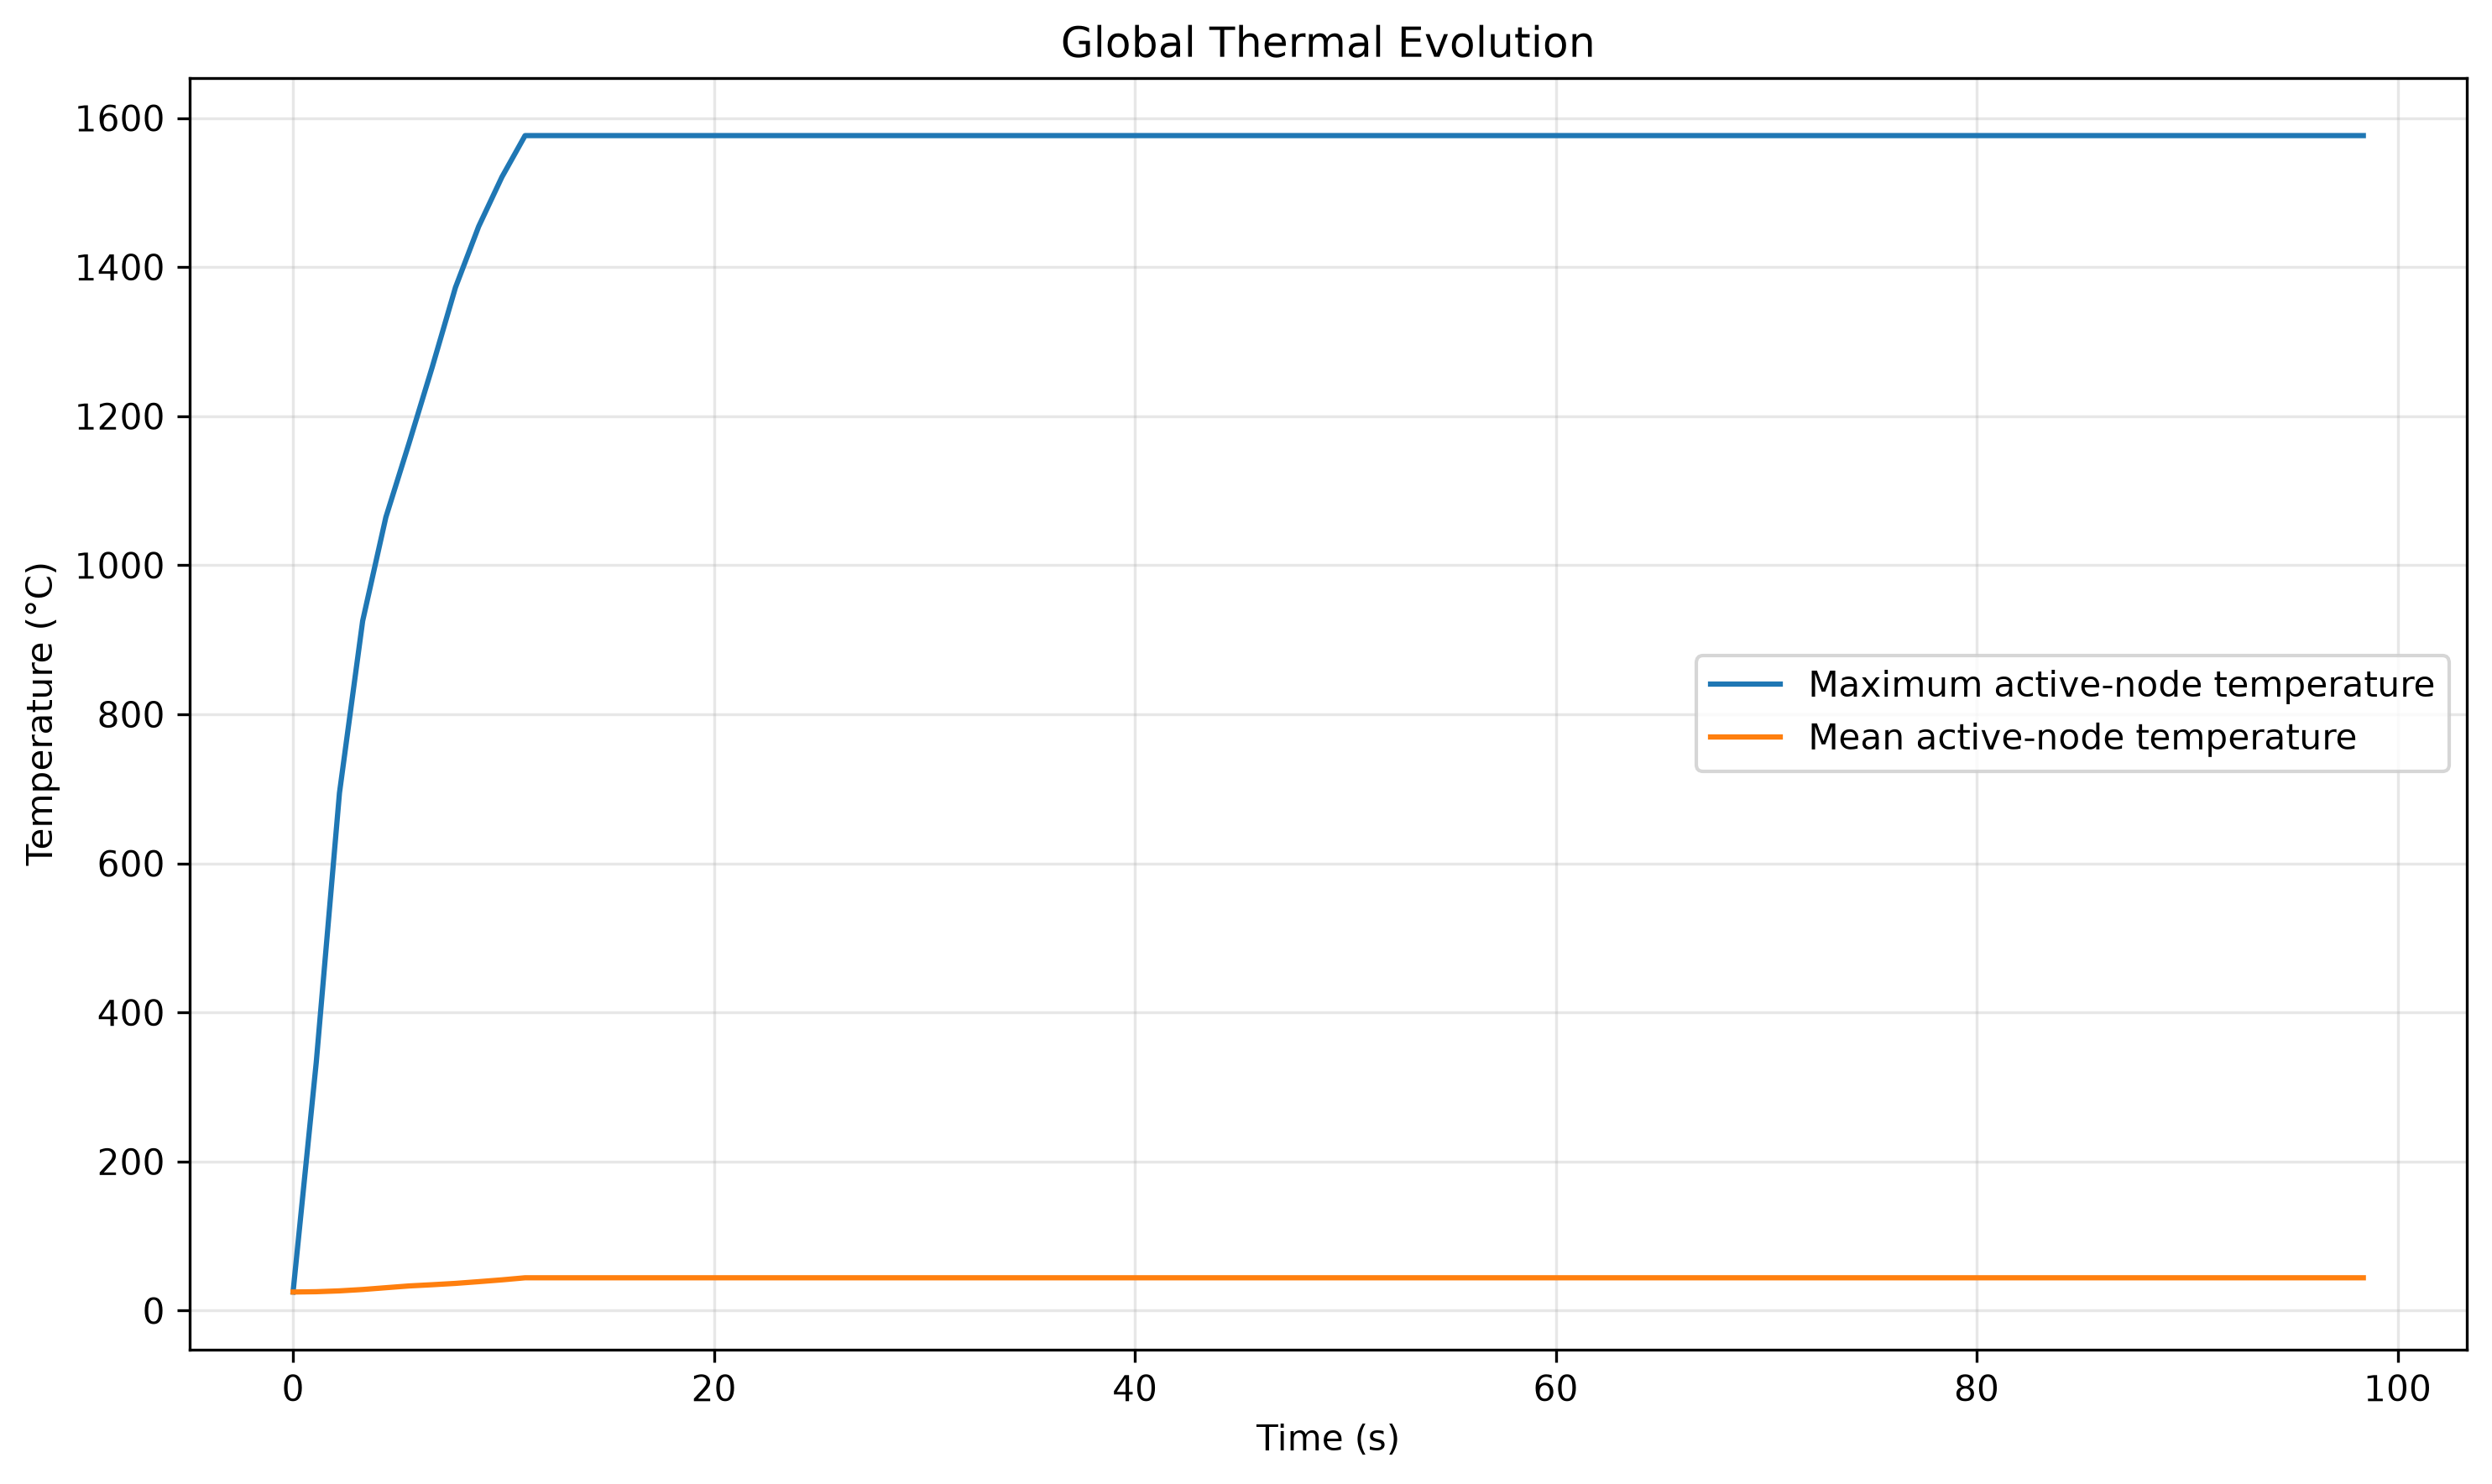 Global Thermal Evolution
1600
1400
1200
1000
800
600
400
200
0
Temperature (°C)
Maximum active-node temperature
Mean active-node temperature
0 20 40 60 80 100
Time (s)